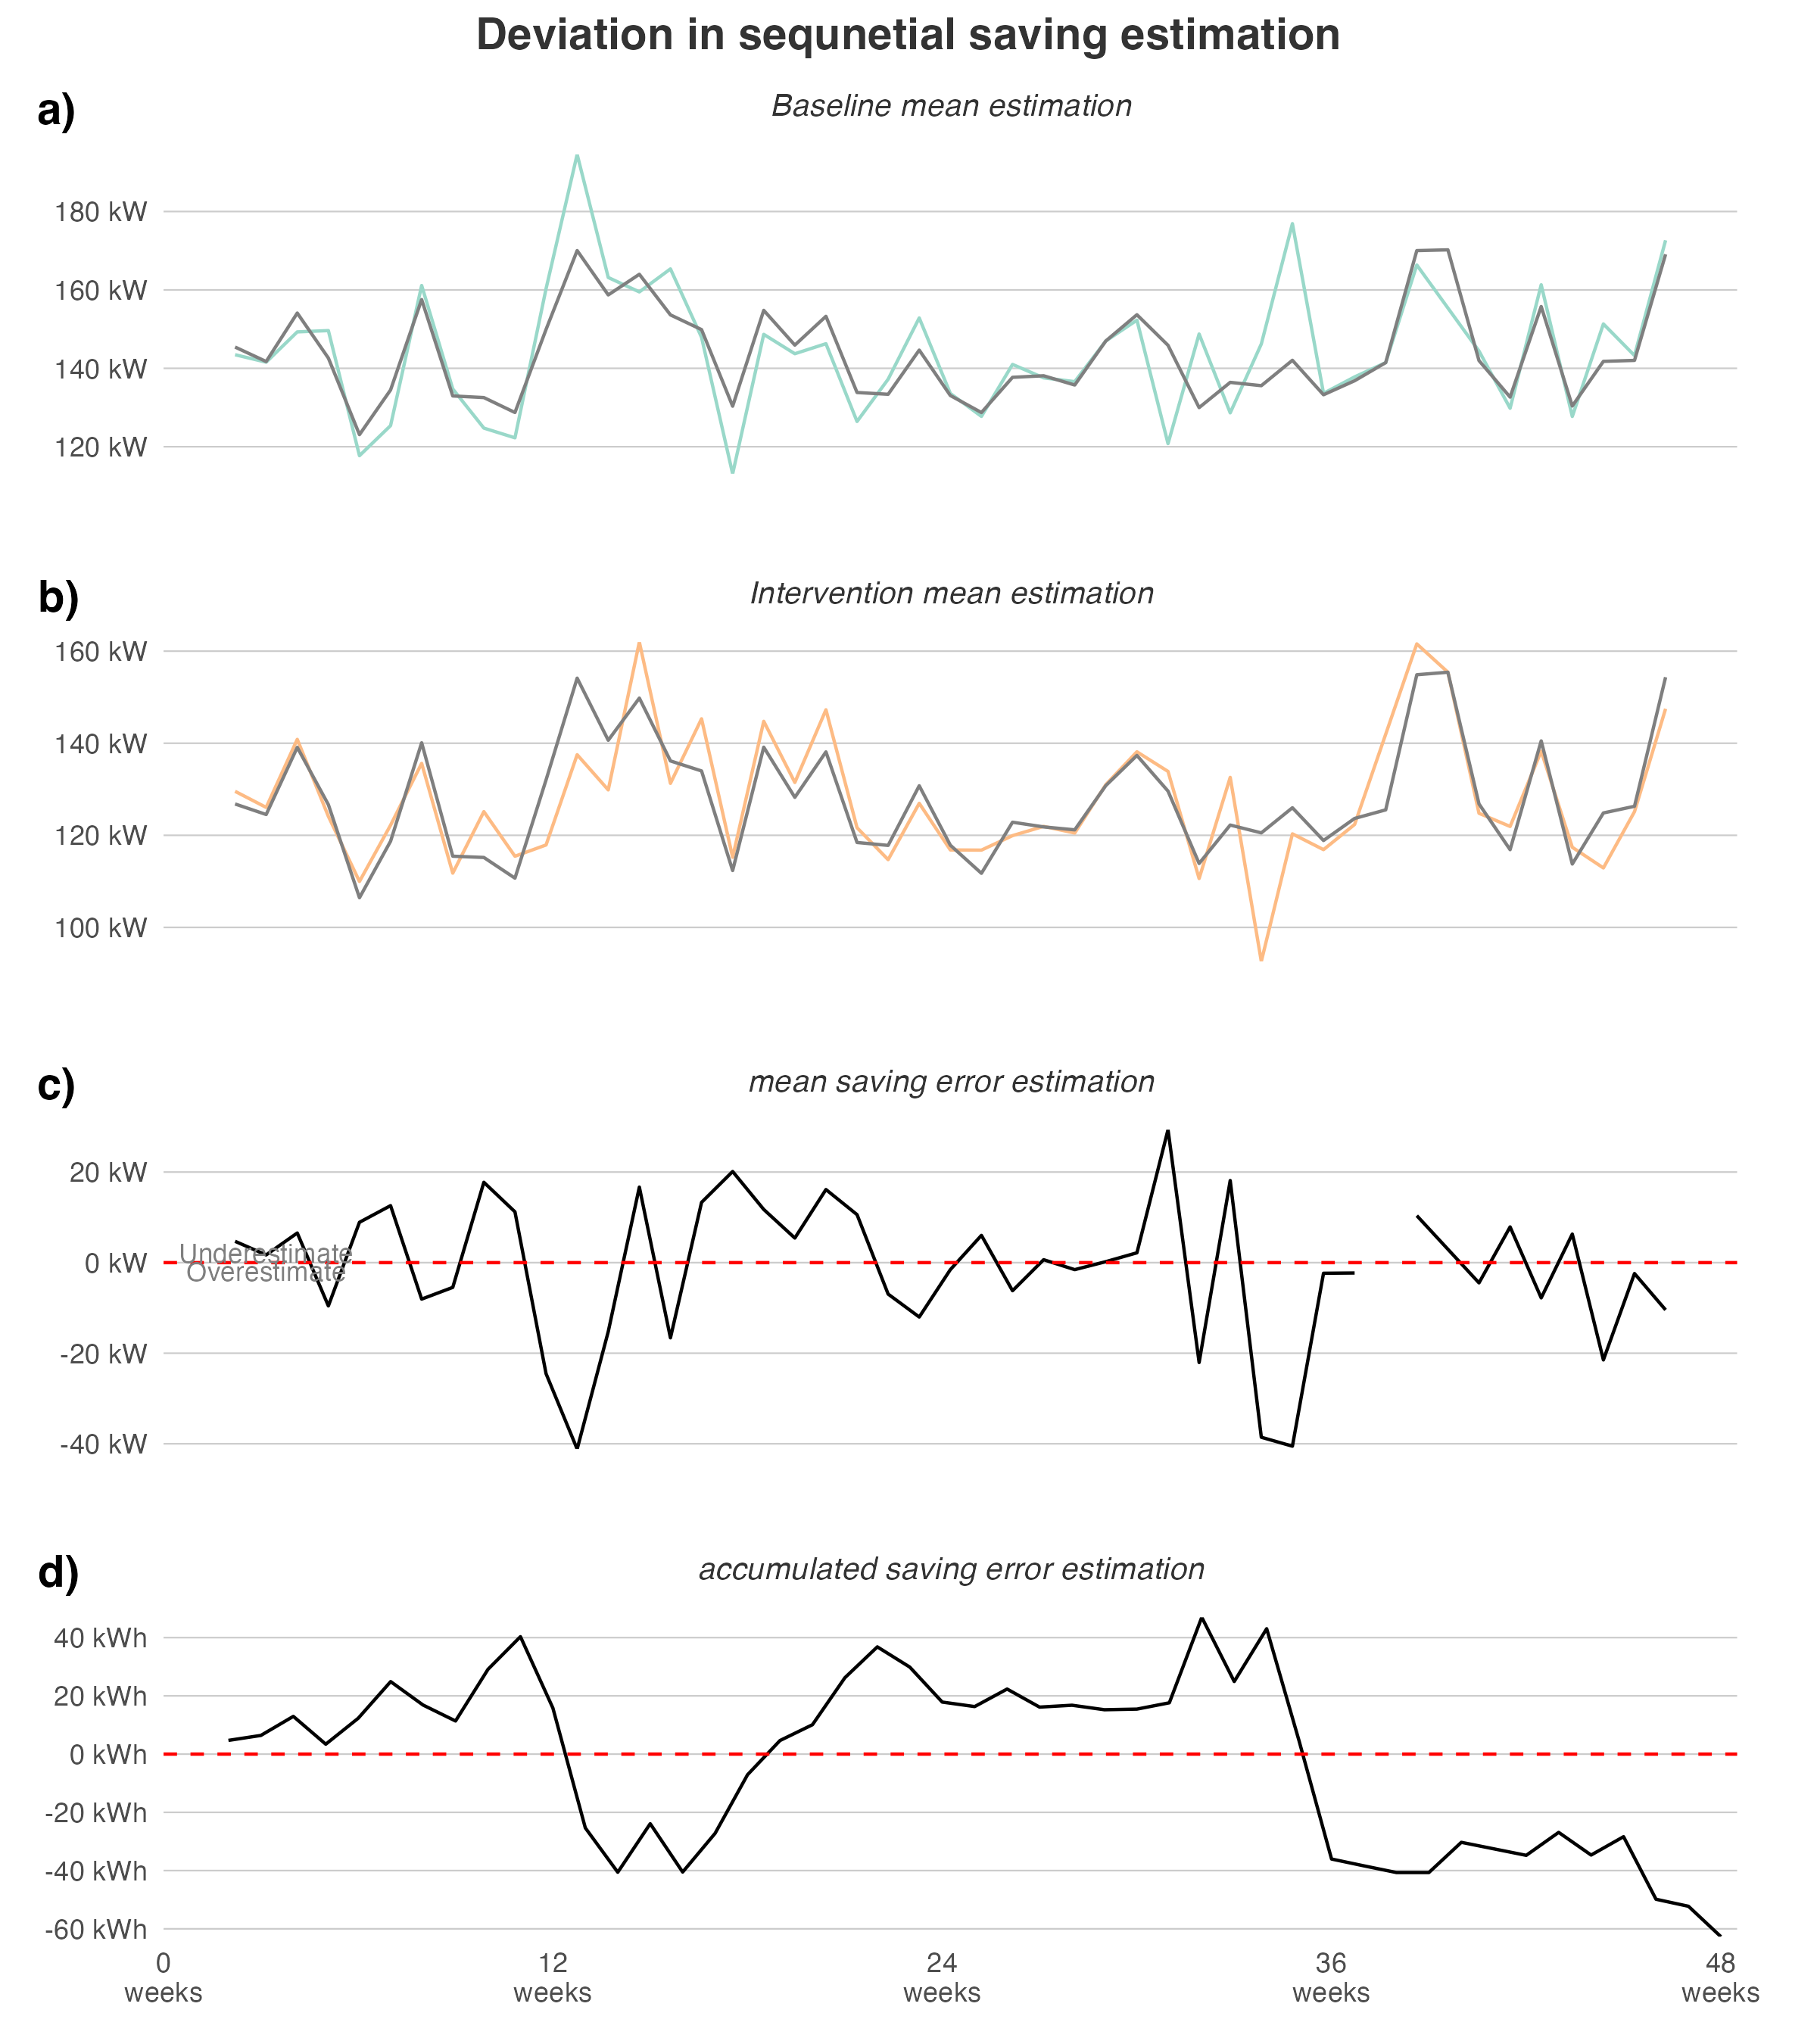 Deviation in sequnetial saving estimation
a)
Baseline mean estimation
180 kW
160 kW
140 kW
120 kW
b)
Intervention mean estimation
160 kW
140 kW
120 kW
100 kW
c)
mean saving error estimation
20 kW
Underestimate
0 kW
Overestimate
-20 kW
-40 kW
d)
accumulated saving error estimation
40 kWh
20 kWh
0 kWh
-20 kWh
-40 kWh
-60 kWh
0 12 24 36 48
weeks weeks weeks weeks weeks